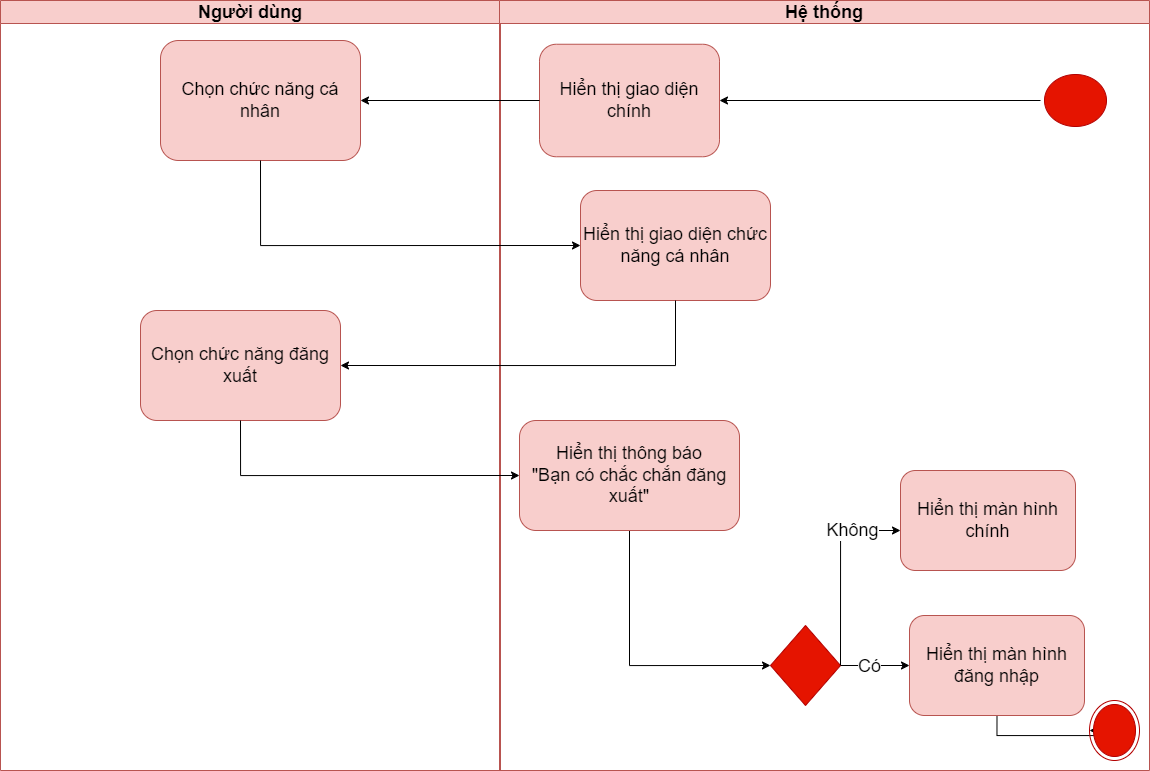 Người dùng
Hệ thống
Chọn chức năng cá
nhân
Hiển thị giao diện
chính
Hiển thị giao diện chức
năng cá nhân
Chọn chức năng đăng
xuất
Hiển thị thông báo
"Bạn có chắc chắn đăng
xuất"
Không
Hiển thị màn hình
chính
Có
Hiển thị màn hình
đăng nhập